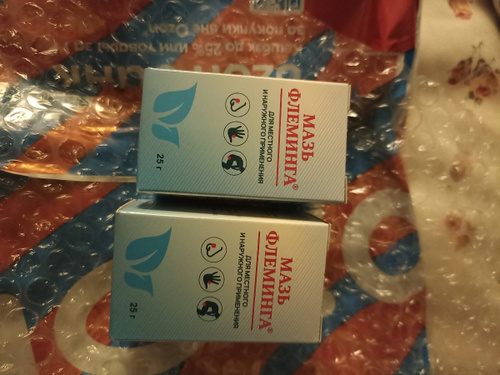 МАЗЬ
ФЛЕМИНГА®
ДЛЯ МЕСТНОГО
И НАРУЖНОГО ПРИМЕНЕНИЯ
25 г
МАЗЬ
ФЛЕМИНГА®
ДЛЯ МЕСТНОГО
И НАРУЖНОГО ПРИМЕНЕНИЯ
25 г